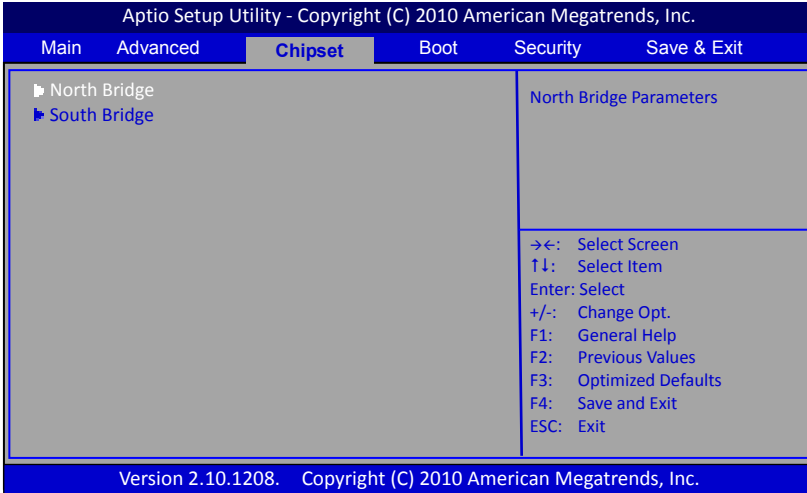 Aptio Setup Utility - Copyright (C) 2010 American Megatrends, Inc.
Main Advanced Chipset Boot Security Save & Exit
North Bridge
South Bridge
North Bridge Parameters
→←: Select Screen
↑↓: Select Item
Enter: Select
+/-: Change Opt.
F1: General Help
F2: Previous Values
F3: Optimized Defaults
F4: Save and Exit
ESC: Exit
Version 2.10.1208. Copyright (C) 2010 American Megatrends, Inc.